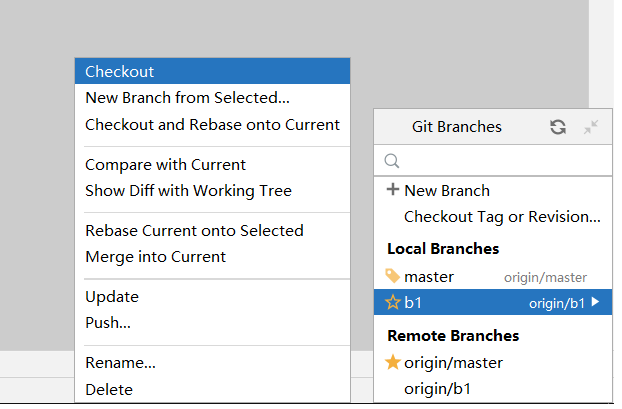 Checkout
New Branch from Selected...
Checkout and Rebase onto Current
Compare with Current
Show Diff with Working Tree
Rebase Current onto Selected
Merge into Current
Update
Push...
Rename...
Delete
Git Branches
New Branch
Checkout Tag or Revision...
Local Branches
master origin/master
b1 origin/b1
Remote Branches
origin/master
origin/b1